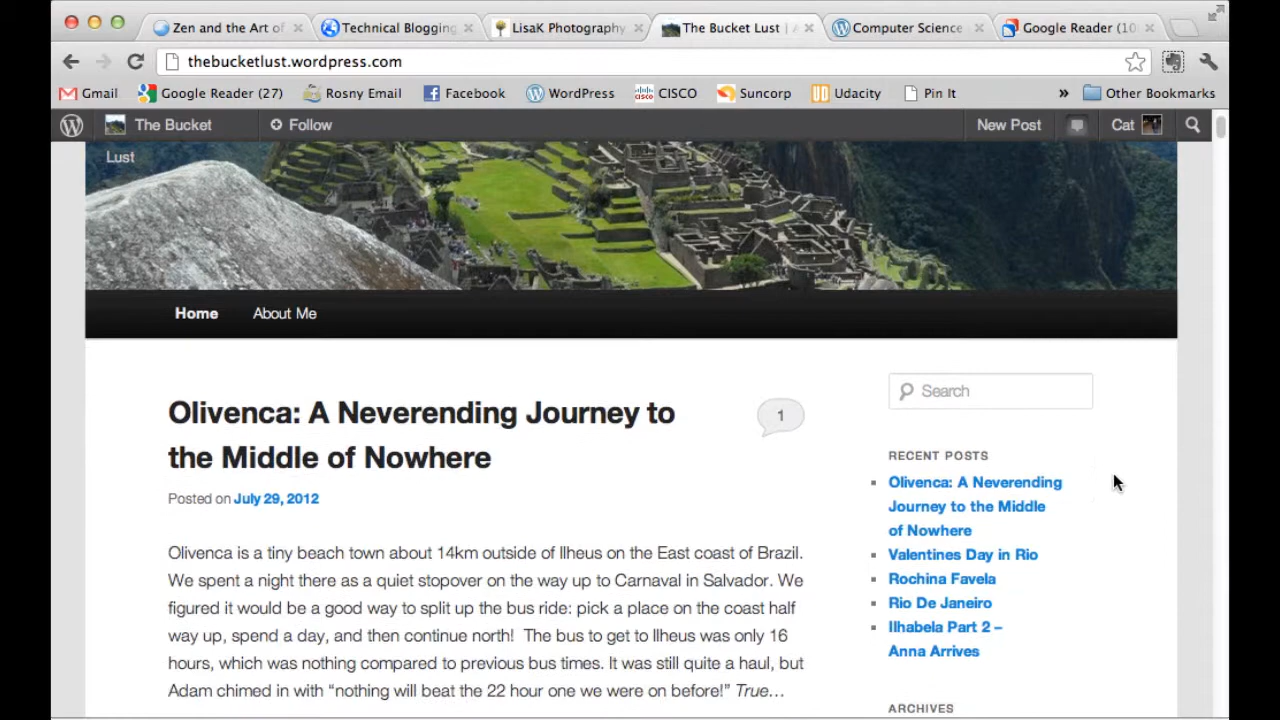 Zen and the Art of
Technical Blogging
LisaK Photography
The Bucket Lust | A
Computer Science
Google Reader (10
thebucketlust.wordpress.com
Gmail
Google Reader (27)
Rosny Email
Facebook
WordPress
CISCO
Suncorp
Udacity
Pin It
»
Other Bookmarks
The Bucket
Lust
Follow
New Post
Cat
Home
About Me
Olivenca: A Neverending Journey to
the Middle of Nowhere
1
Posted on July 29, 2012
Olivenca is a tiny beach town about 14km outside of Ilheus on the East coast of Brazil.
We spent a night there as a quiet stopover on the way up to Carnaval in Salvador. We
figured it would be a good way to split up the bus ride: pick a place on the coast half
way up, spend a day, and then continue north!  The bus to get to Ilheus was only 16
hours, which was nothing compared to previous bus times. It was still quite a haul, but
Adam chimed in with “nothing will beat the 22 hour one we were on before!” True…
Search
RECENT POSTS
Olivenca: A Neverending
Journey to the Middle
of Nowhere
Valentines Day in Rio
Rochina Favela
Rio De Janeiro
Ilhabela Part 2 –
Anna Arrives
ARCHIVES